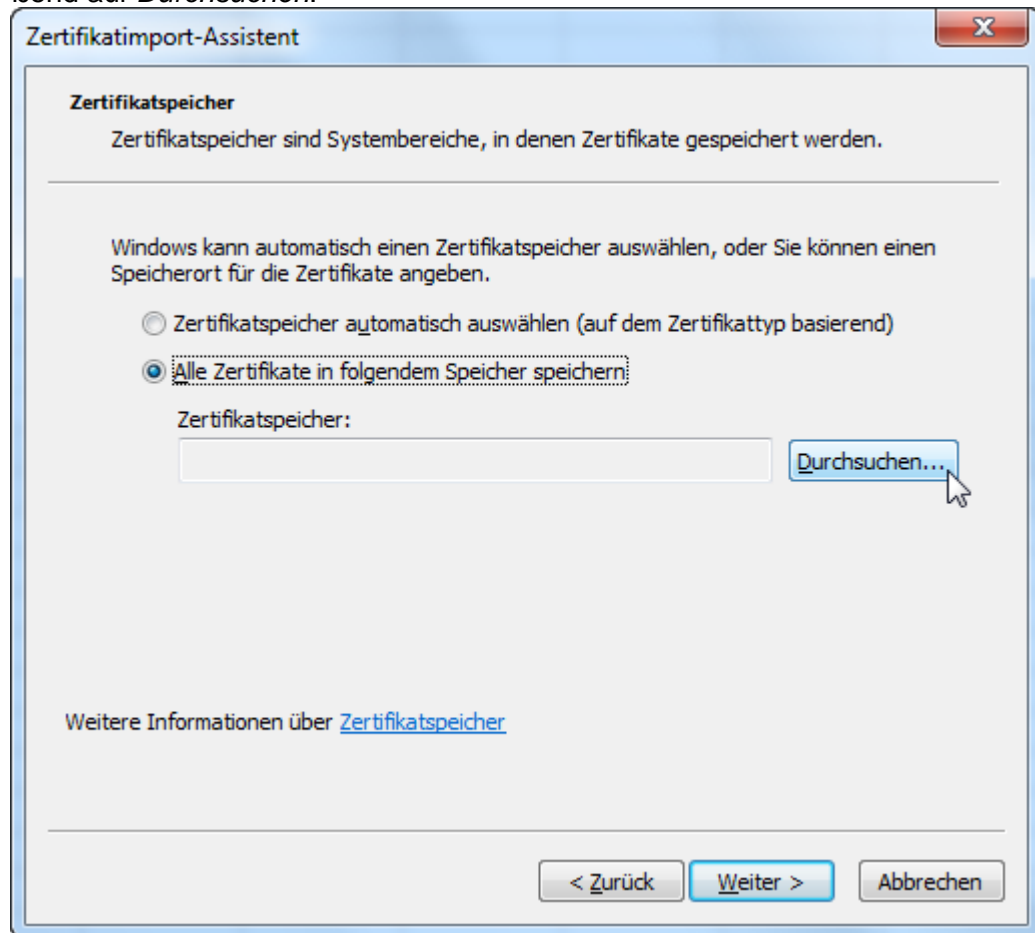 auf Durchsuchen.
Zertifikatimport-Assistent
Zertifikatspeicher
Zertifikatspeicher sind Systembereiche, in denen Zertifikate gespeichert werden.
Windows kann automatisch einen Zertifikatspeicher auswählen, oder Sie können einen
Speicherort für die Zertifikate angeben.
Zertifikatspeicher automatisch auswählen (auf dem Zertifikattyp basierend)
Alle Zertifikate in folgendem Speicher speichern
Zertifikatspeicher:
Durchsuchen...
Weitere Informationen über Zertifikatspeicher
< Zurück Weiter > Abbrechen